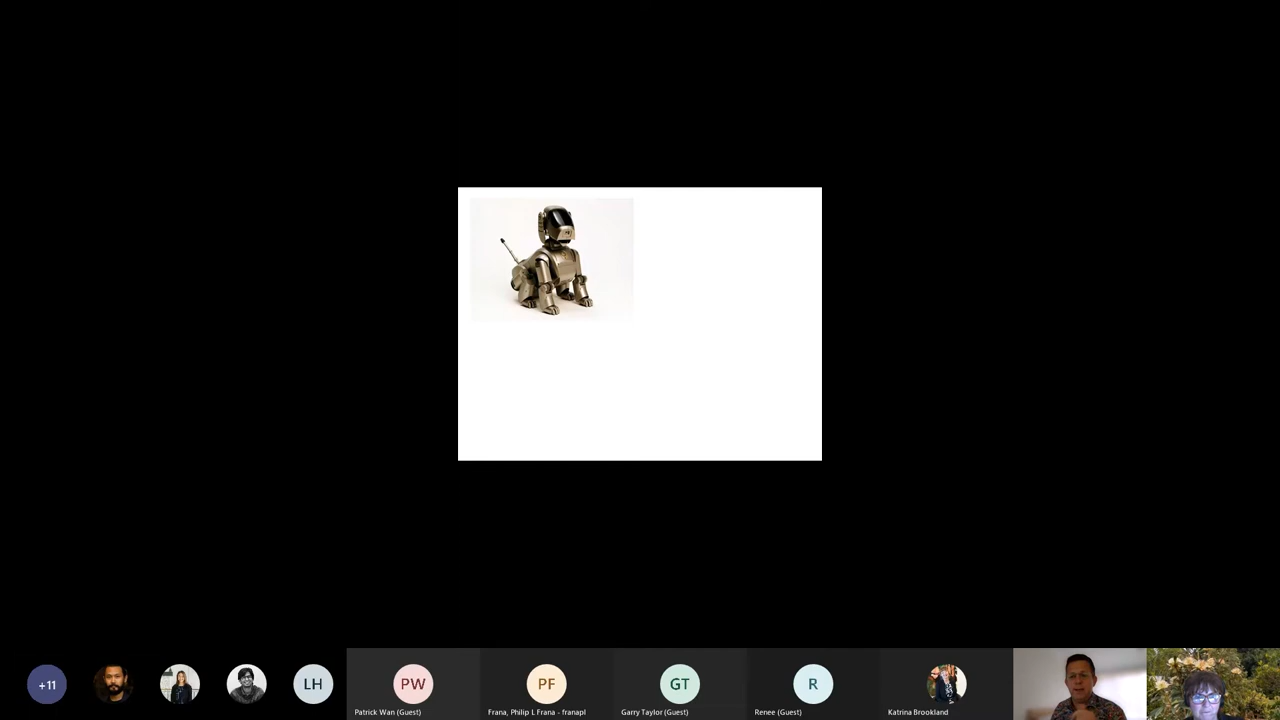 +11
LH
PW
PF
GT
R
Patrick Wan (Guest)
Frana, Philip L Frana - franapl
Garry Taylor (Guest)
Renee (Guest)
Katrina Brookland